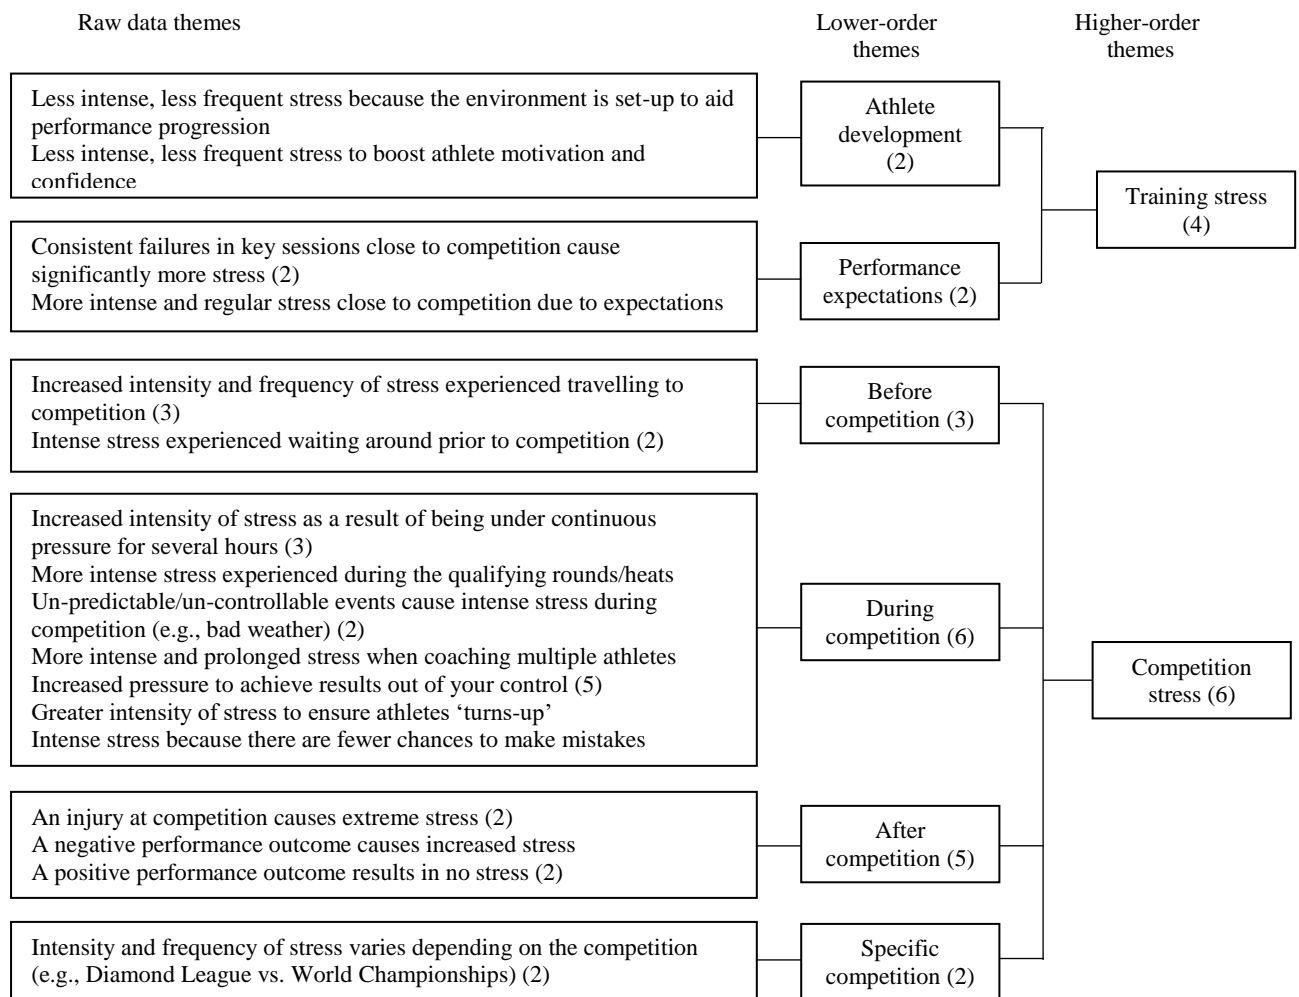 Raw data themes
Lower-order
themes
Higher-order
themes
Less intense, less frequent stress because the environment is set-up to aid
performance progression
Less intense, less frequent stress to boost athlete motivation and
confidence
Athlete
development
(2)
Training stress
(4)
Consistent failures in key sessions close to competition cause
significantly more stress (2)
More intense and regular stress close to competition due to expectations
Performance
expectations (2)
Increased intensity and frequency of stress experienced travelling to
competition (3)
Intense stress experienced waiting around prior to competition (2)
Before
competition (3)
Increased intensity of stress as a result of being under continuous
pressure for several hours (3)
More intense stress experienced during the qualifying rounds/heats
Un-predictable/un-controllable events cause intense stress during
competition (e.g., bad weather) (2)
More intense and prolonged stress when coaching multiple athletes
Increased pressure to achieve results out of your control (5)
Greater intensity of stress to ensure athletes ‘turns-up’
Intense stress because there are fewer chances to make mistakes
During
competition (6)
Competition
stress (6)
An injury at competition causes extreme stress (2)
A negative performance outcome causes increased stress
A positive performance outcome results in no stress (2)
After
competition (5)
Intensity and frequency of stress varies depending on the competition
(e.g., Diamond League vs. World Championships) (2)
Specific
competition (2)